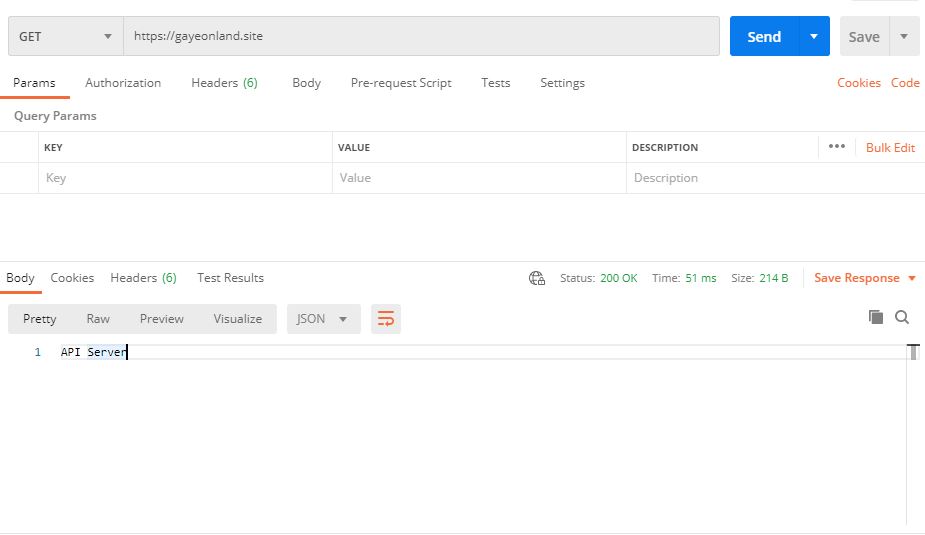 GET https://gayeonland.site Send Save
Params Authorization Headers (6) Body Pre-request Script Tests Settings Cookies Code
Query Params
KEY VALUE DESCRIPTION ••• Bulk Edit
Key Value Description
Body Cookies Headers (6) Test Results Status: 200 OK Time: 51 ms Size: 214 B Save Response
Pretty Raw Preview Visualize JSON
1 API Server